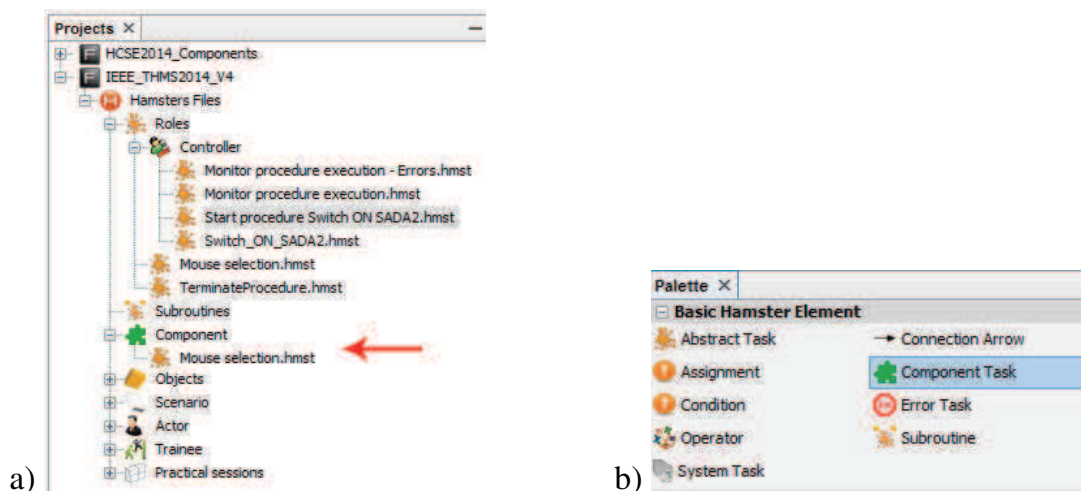 Projects
HCSE2014_Components
IEEE_THMS2014_V4
Hamsters Files
Roles
Controller
Monitor procedure execution - Errors.hmst
Monitor procedure execution.hmst
Start procedure Switch ON SADA2.hmst
Switch_ON_SADA2.hmst
Mouse selection.hmst
TerminateProcedure.hmst
Subroutines
Component
Mouse selection.hmst
Objects
Scenario
Actor
Trainee
Practical sessions
a)
Palette
Basic Hamster Element
Abstract Task
Connection Arrow
Assignment
Component Task
Condition
Error Task
Operator
Subroutine
System Task
b)